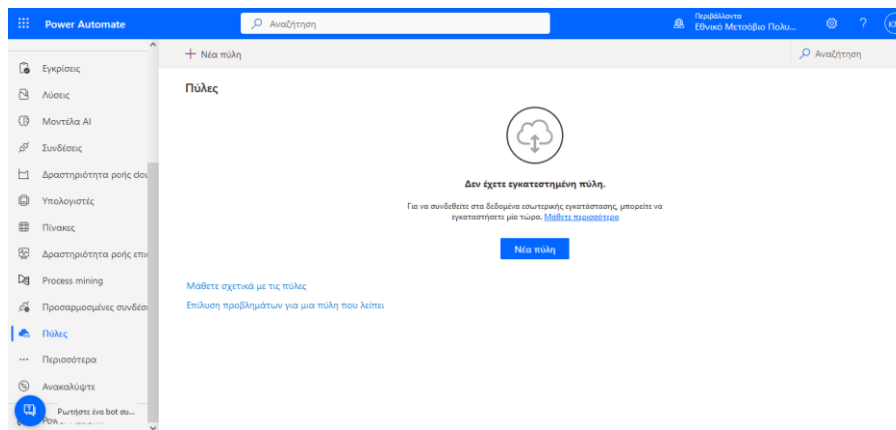 Power Automate
Αναζήτηση
Περιβάλλοντα
Εθνικό Μετσόβιο Πολυ...
?
Νέα πύλη
Αναζήτηση
Εγκρίσεις
Λύσεις
Μοντέλα AI
Συνδέσεις
Δραστηριότητα ροής clou
Υπολογιστές
Πίνακες
Δραστηριότητα ροής επι
Process mining
Προσαρμοσμένες συνδέσ
Πύλες
Περισσότερα
Ανακαλύψτε
Ρωτήστε ένα bot συ...
Πύλες
Δεν έχετε εγκατεστημένη πύλη.
Για να συνδεθείτε στα δεδομένα εσωτερικής εγκατάστασης, μπορείτε να
εγκαταστήσετε μία τώρα. Μάθετε περισσότερα
Νέα πύλη
Μάθετε σχετικά με τις πύλες
Επίλυση προβλημάτων για μια πύλη που λείπει